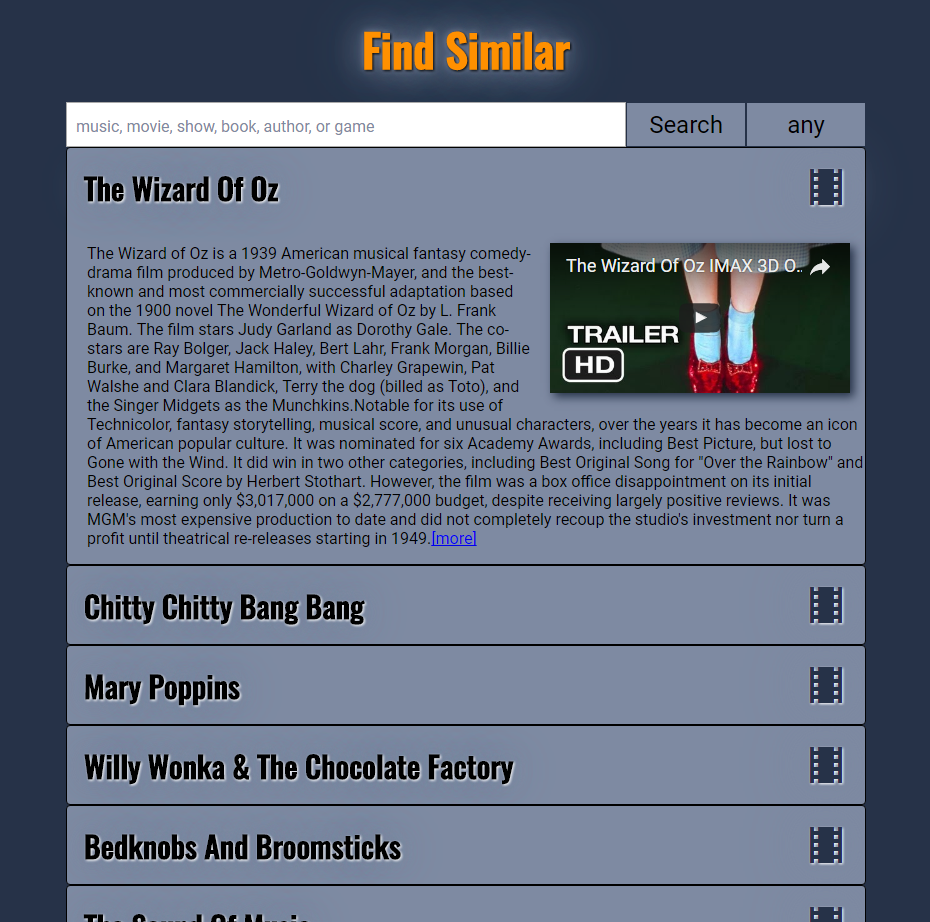 Find Similar
music, movie, show, book, author, or game
Search
any
The Wizard Of Oz
The Wizard of Oz is a 1939 American musical fantasy comedy-
drama film produced by Metro-Goldwyn-Mayer, and the best-
known and most commercially successful adaptation based
on the 1900 novel The Wonderful Wizard of Oz by L. Frank
Baum. The film stars Judy Garland as Dorothy Gale. The co-
stars are Ray Bolger, Jack Haley, Bert Lahr, Frank Morgan, Billie
Burke, and Margaret Hamilton, with Charley Grapewin, Pat
Walshe and Clara Blandick, Terry the dog (billed as Toto), and
the Singer Midgets as the Munchkins.Notable for its use of
Technicolor, fantasy storytelling, musical score, and unusual characters, over the years it has become an icon
of American popular culture. It was nominated for six Academy Awards, including Best Picture, but lost to
Gone with the Wind. It did win in two other categories, including Best Original Song for "Over the Rainbow" and
Best Original Score by Herbert Stothart. However, the film was a box office disappointment on its initial
release, earning only $3,017,000 on a $2,777,000 budget, despite receiving largely positive reviews. It was
MGM's most expensive production to date and did not completely recoup the studio's investment nor turn a
profit until theatrical re-releases starting in 1949.[more]
The Wizard Of Oz IMAX 3D O...
TRAILER
HD
Chitty Chitty Bang Bang
Mary Poppins
Willy Wonka & The Chocolate Factory
Bedknobs And Broomsticks
The Sound Of Music